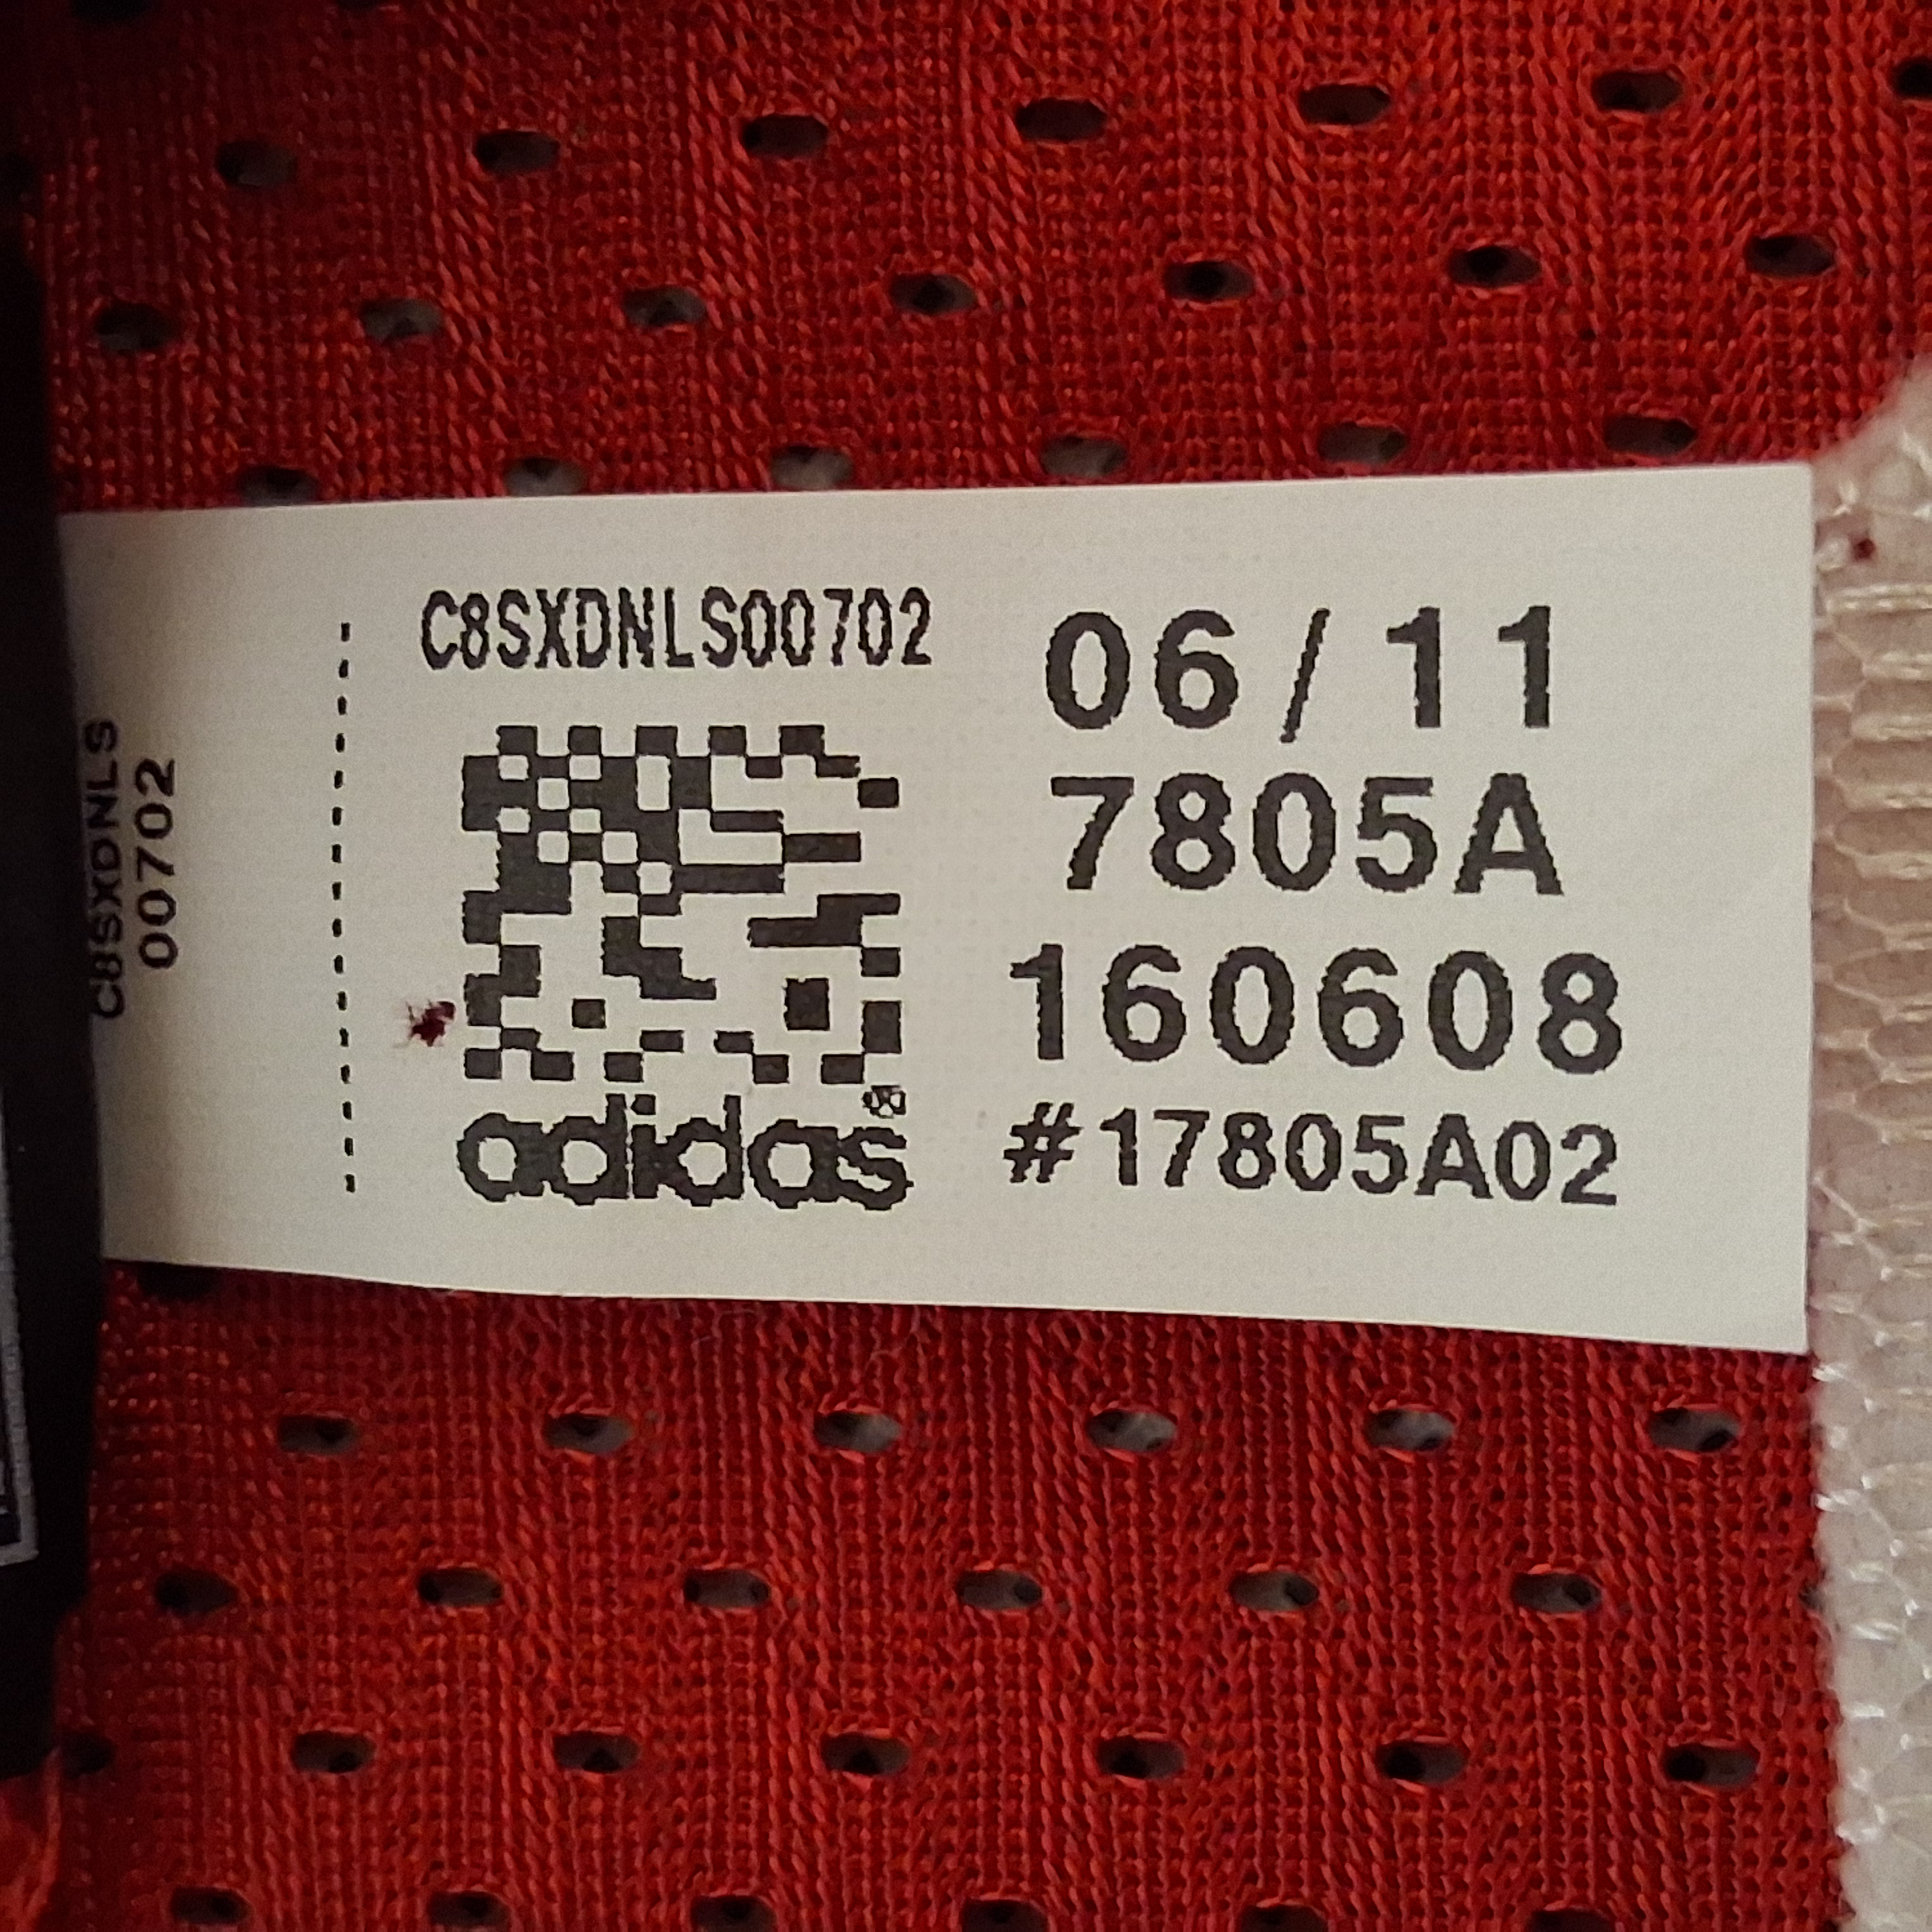 C8SXDNLS
00702
C8SXDNLS00702
adidas®
06/11
7805A
160608
#17805A02